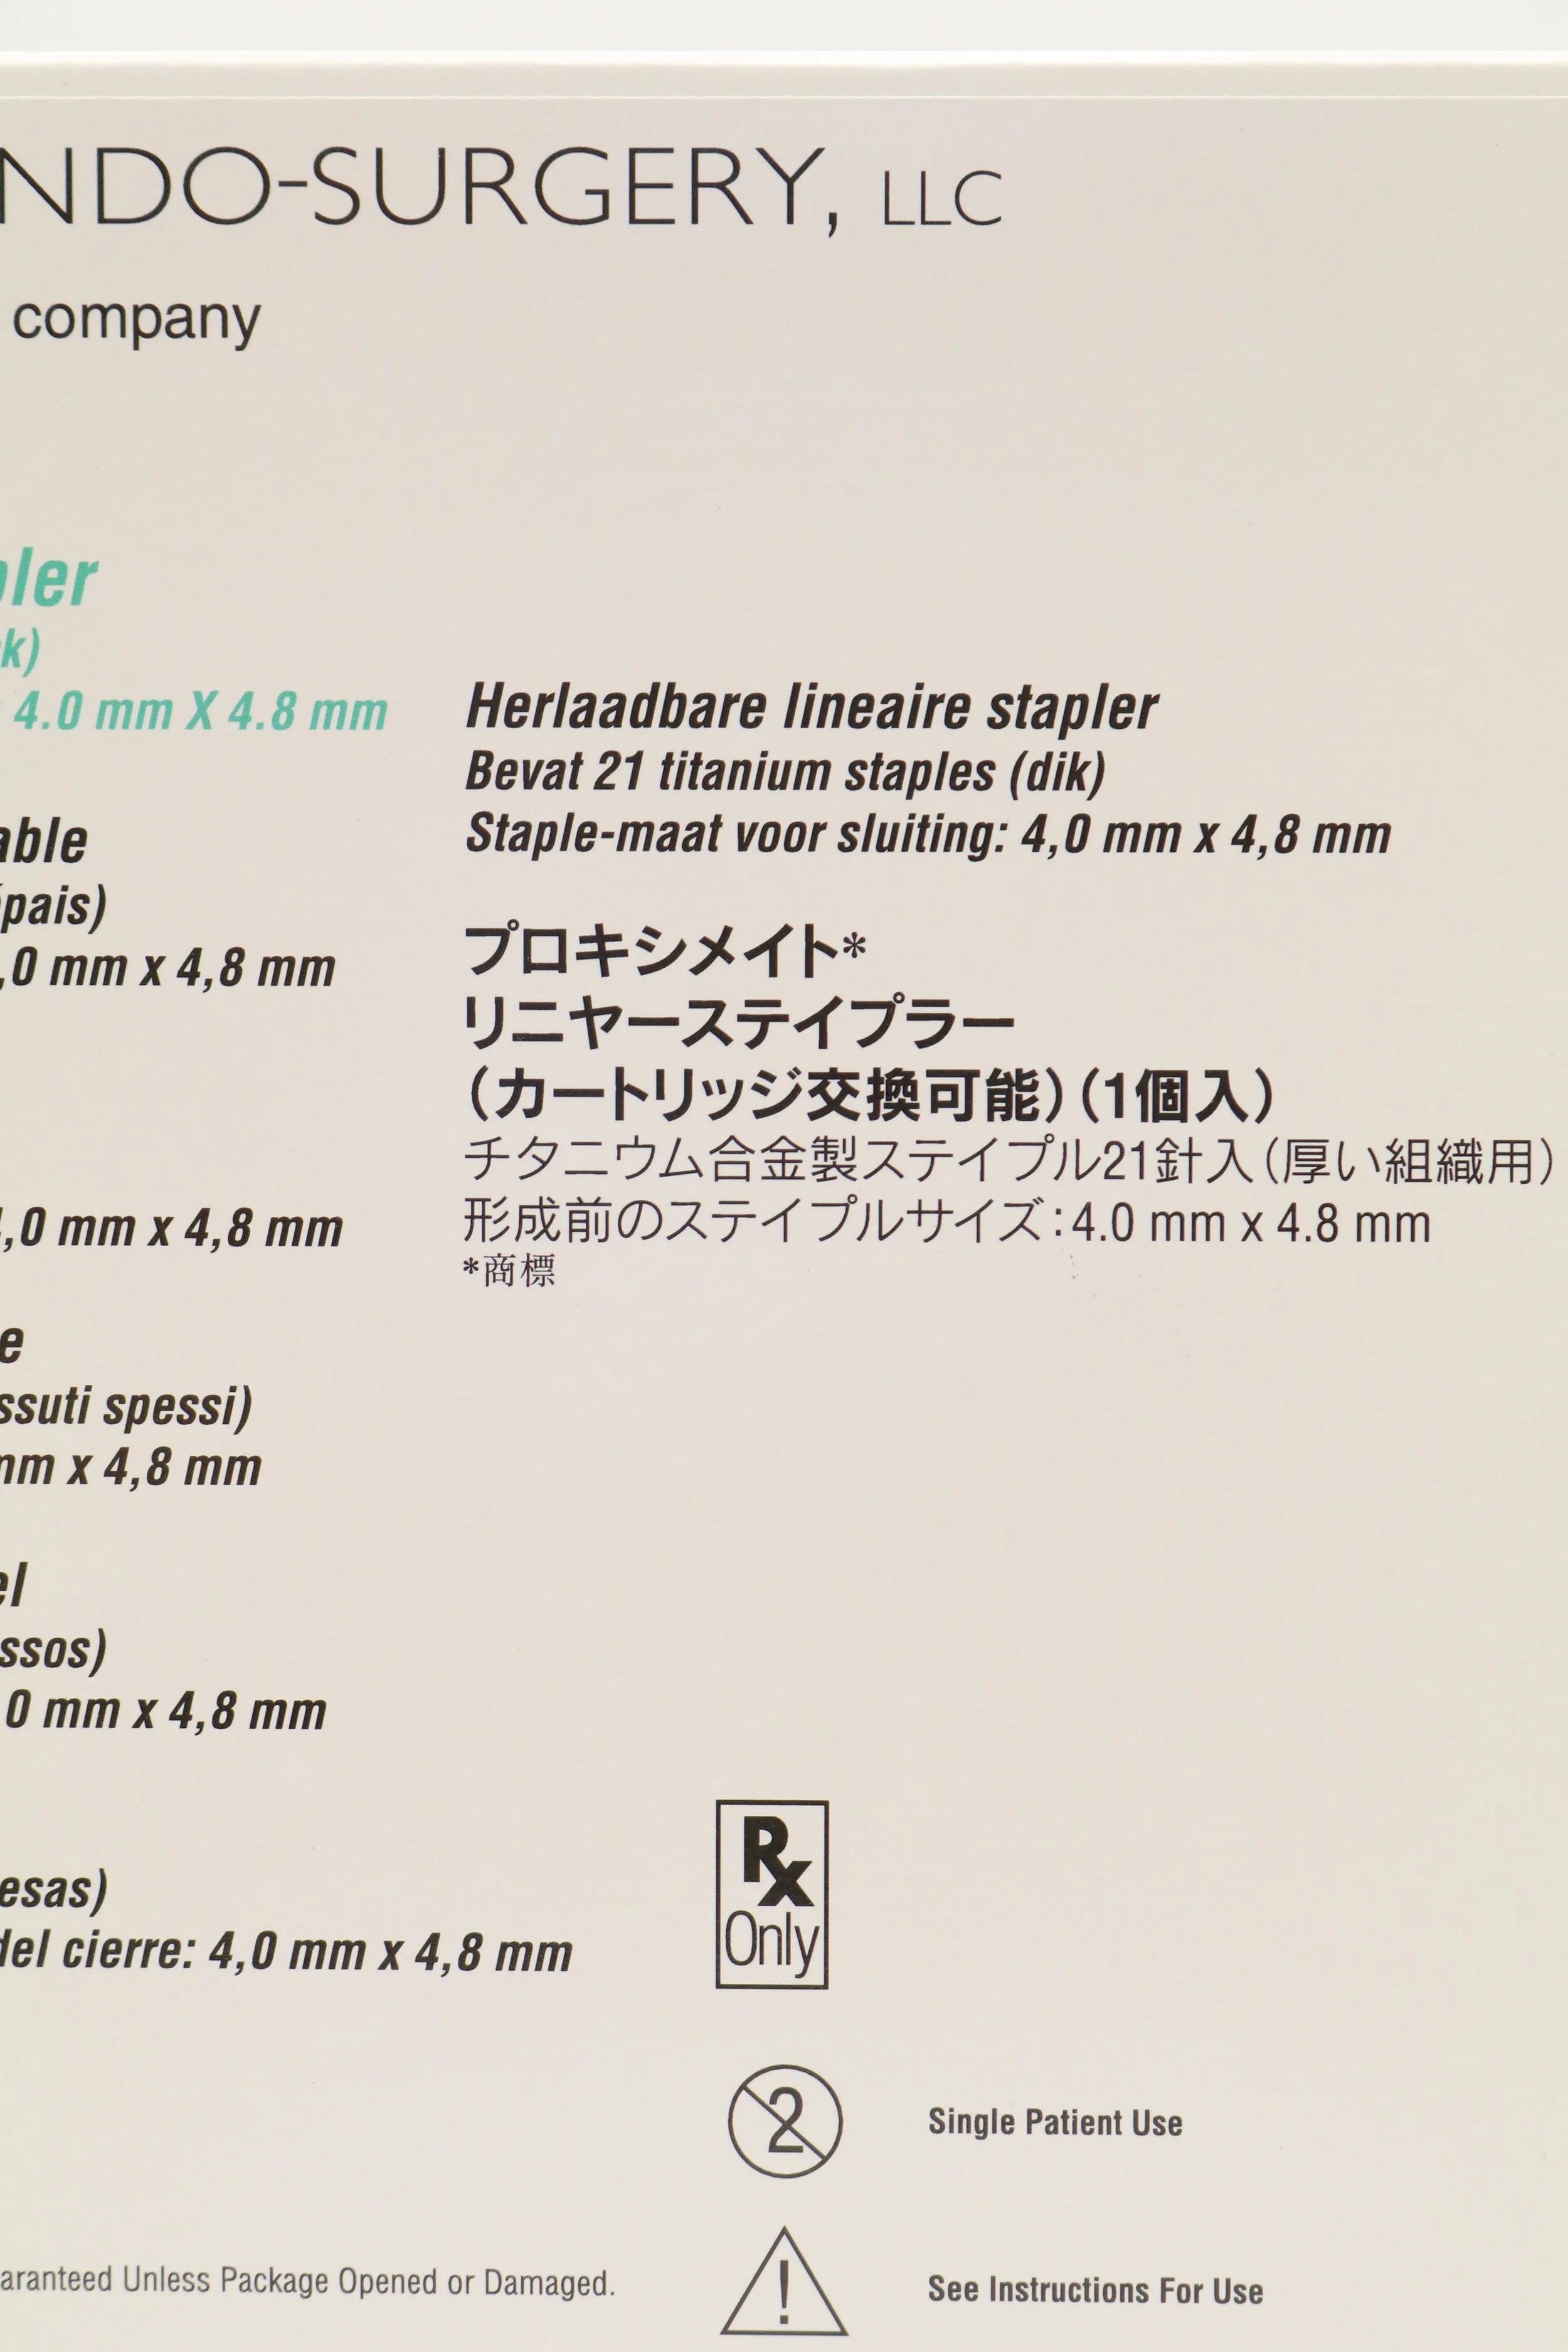 NDO-SURGERY, LLC
company
pler
k)
4.0 mm X 4.8 mm
able
épais)
,0 mm x 4,8 mm
4,0 mm x 4,8 mm
e
ssuti spessi)
mm x 4,8 mm
el
ssos)
0 mm x 4,8 mm
esas)
del cierre: 4,0 mm x 4,8 mm
Herlaadbare lineaire stapler
Bevat 21 titanium staples (dik)
Staple-maat voor sluiting: 4,0 mm x 4,8 mm
プロキシメイト*
リニヤーステイプラー
（カートリッジ交換可能）（1個入）
チタニウム合金製ステイプル21針入（厚い組織用）
形成前のステイプルサイズ：4.0 mm x 4.8 mm
*商標
Rx
Only
2
Single Patient Use
aranteed Unless Package Opened or Damaged.
!
See Instructions For Use